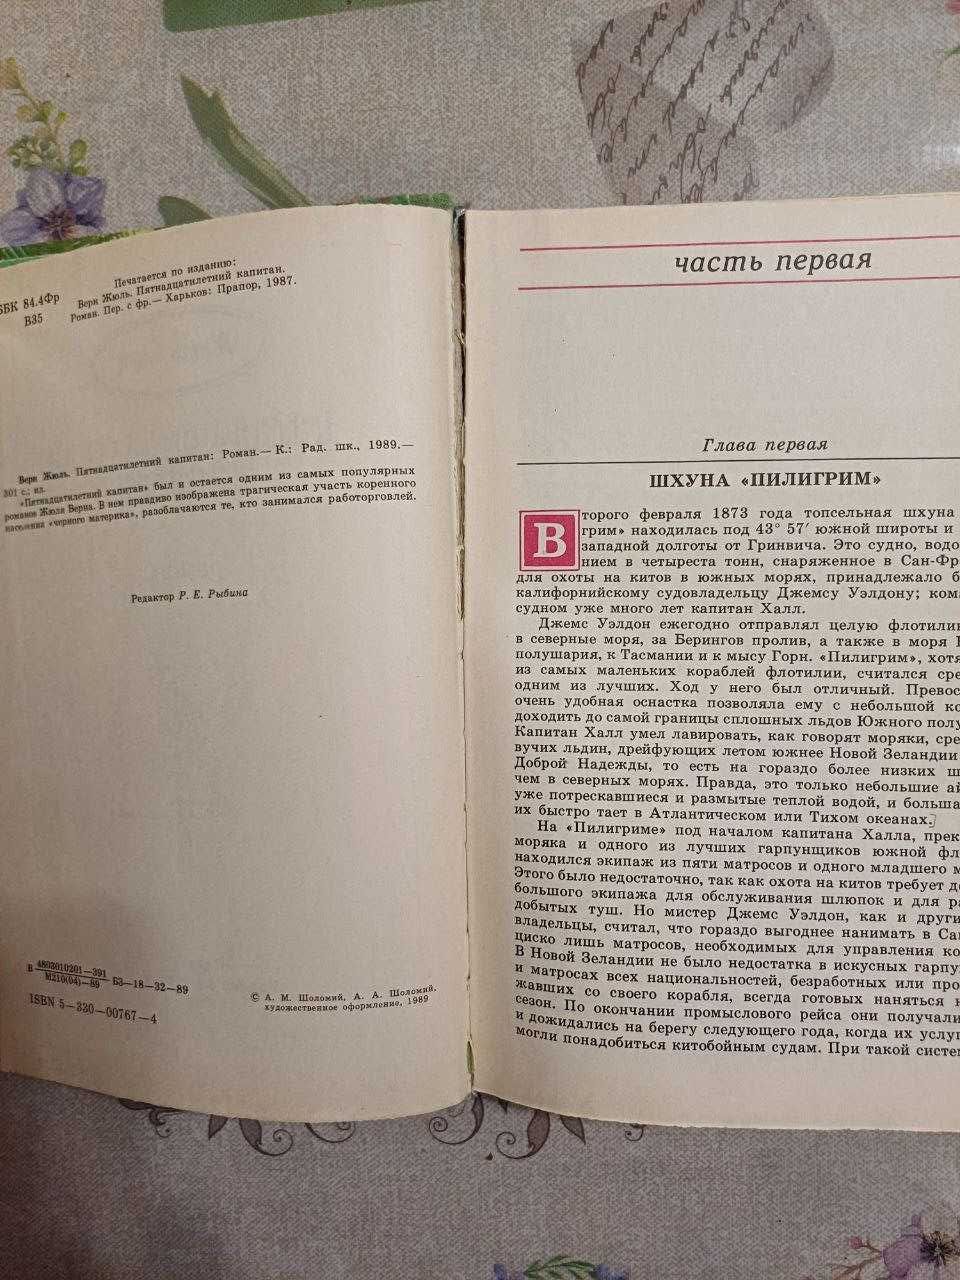 ББК 84.4Фр
В35
Печатается по изданию:
Верн Жюль. Пятнадцатилетний капитан.
Роман. Пер. с фр.— Харьков: Прапор, 1987.
Верн Жюль. Пятнадцатилетний капитан: Роман.— К.: Рад. шк., 1989.—
301 с.; ил.
«Пятнадцатилетний капитан» был и остается одним из самых популярных
романов Жюля Верна. В нем правдиво изображена трагическая участь коренного
населения «черного материка», разоблачаются те, кто занимался работорговлей.
Редактор Р. Е. Рыбина
В 4803010201—391
М210(04)—89 БЗ—18—32—89
ISBN 5—320—00767—4
© А. М. Шоломий, А. А. Шоломий,
художественное оформление, 1989
часть первая
Глава первая
ШХУНА «ПИЛИГРИМ»
Второго февраля 1873 года топсельная шхуна
грим» находилась под 43° 57′ южной широты и
западной долготы от Гринвича. Это судно, водо
нием в четыреста тонн, снаряженное в Сан-Фр
для охоты на китов в южных морях, принадлежало б
калифорнийскому судовладельцу Джемсу Уэлдону; кома
судном уже много лет капитан Халл.
Джемс Уэлдон ежегодно отправлял целую флотилию
в северные моря, за Берингов пролив, а также в моря
полушария, к Тасмании и к мысу Горн. «Пилигрим», хотя
из самых маленьких кораблей флотилии, считался сре
одним из лучших. Ход у него был отличный. Превос
очень удобная оснастка позволяла ему с небольшой ко
доходить до самой границы сплошных льдов Южного полу
Капитан Халл умел лавировать, как говорят моряки, сре
вучих льдин, дрейфующих летом южнее Новой Зеландии
Доброй Надежды, то есть на гораздо более низких ш
чем в северных морях. Правда, это только небольшие ай
уже потрескавшиеся и размытые теплой водой, и больша
их быстро тает в Атлантическом или Тихом океанах.
На «Пилигриме» под началом капитана Халла, прек
моряка и одного из лучших гарпунщиков южной фл
находился экипаж из пяти матросов и одного младшего м
Этого было недостаточно, так как охота на китов требует до
большого экипажа для обслуживания шлюпок и для ра
добытых туш. Но мистер Джемс Уэлдон, как и други
владельцы, считал, что гораздо выгоднее нанимать в Сан
циско лишь матросов, необходимых для управления ко
В Новой Зеландии не было недостатка в искусных гарпу
и матросах всех национальностей, безработных или про
жавших со своего корабля, всегда готовых наняться н
сезон. По окончании промыслового рейса они получали
и дожидались на берегу следующего года, когда их услуг
могли понадобиться китобойным судам. При такой систем